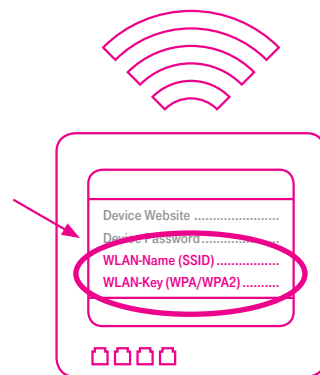 Device Website ........................
Device Password......................
WLAN-Name (SSID) .................
WLAN-Key (WPA/WPA2) ..........